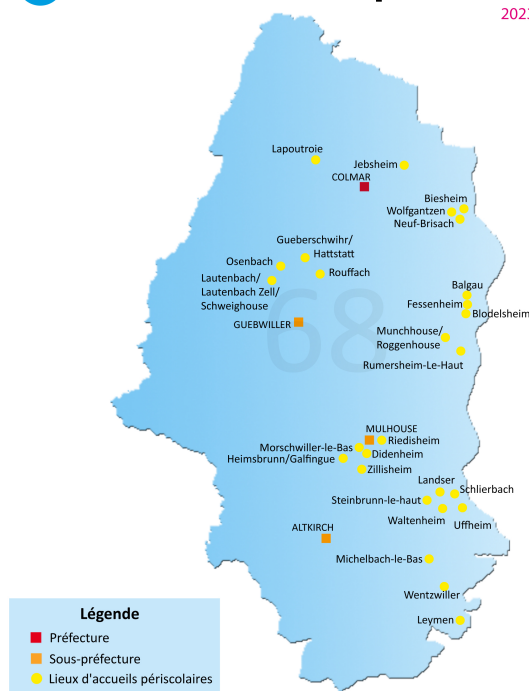 Lapoutroie
Jebsheim
COLMAR
Biesheim
Wolfgantzen
Neuf-Brisach
Gueberschwihr/
Hattstatt
Osenbach
Rouffach
Lautenbach/
Lautenbach Zell/
Schweighouse
Balgau
Fessenheim
Blodelsheim
68
GUEBWILLER
Munchhouse/
Roggenhouse
Rumersheim-Le-Haut
MULHOUSE
Riedisheim
Morschwiller-le-Bas
Didenheim
Heimsbrunn/Galfingue
Zillisheim
Landser
Schlierbach
Steinbrunn-le-haut
Waltenheim
Uffheim
ALTKIRCH
Michelbach-le-Bas
Wentzwiller
Leymen
Légende
Préfecture
Sous-préfecture
Lieux d'accueils périscolaires